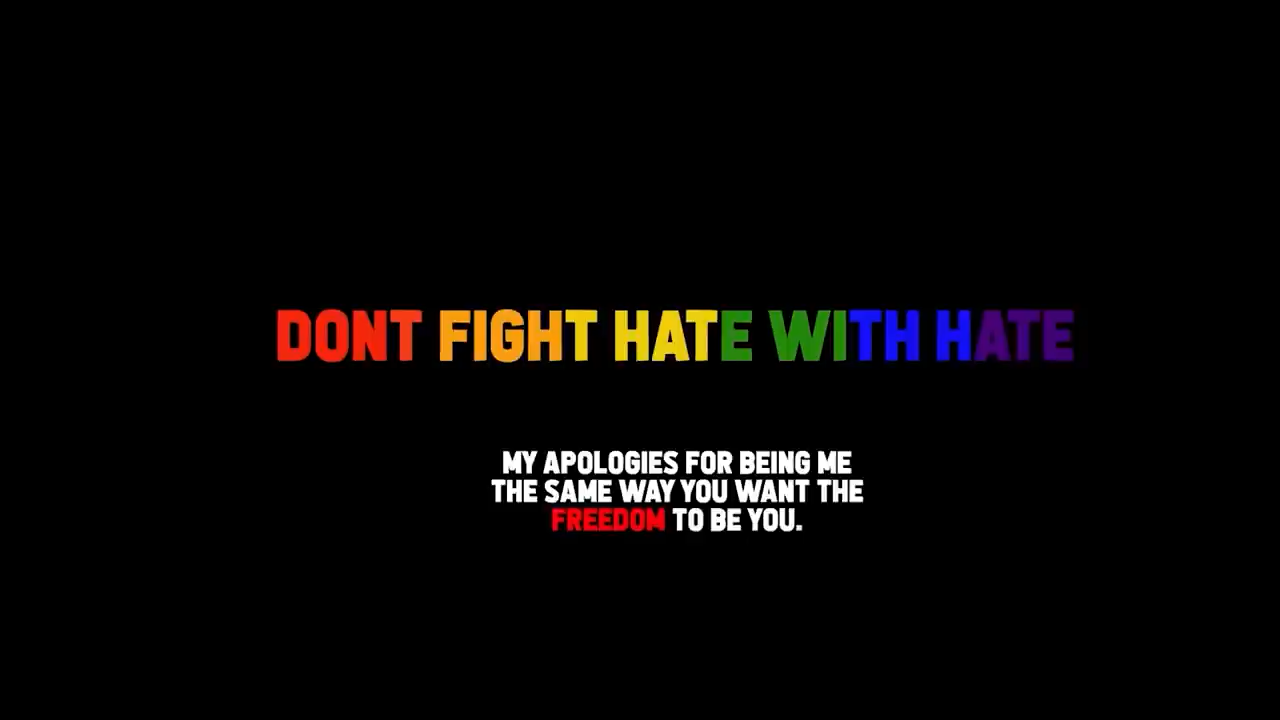 DONT FIGHT HATE WITH HATE
MY APOLOGIES FOR BEING ME
THE SAME WAY YOU WANT THE
FREEDOM TO BE YOU.